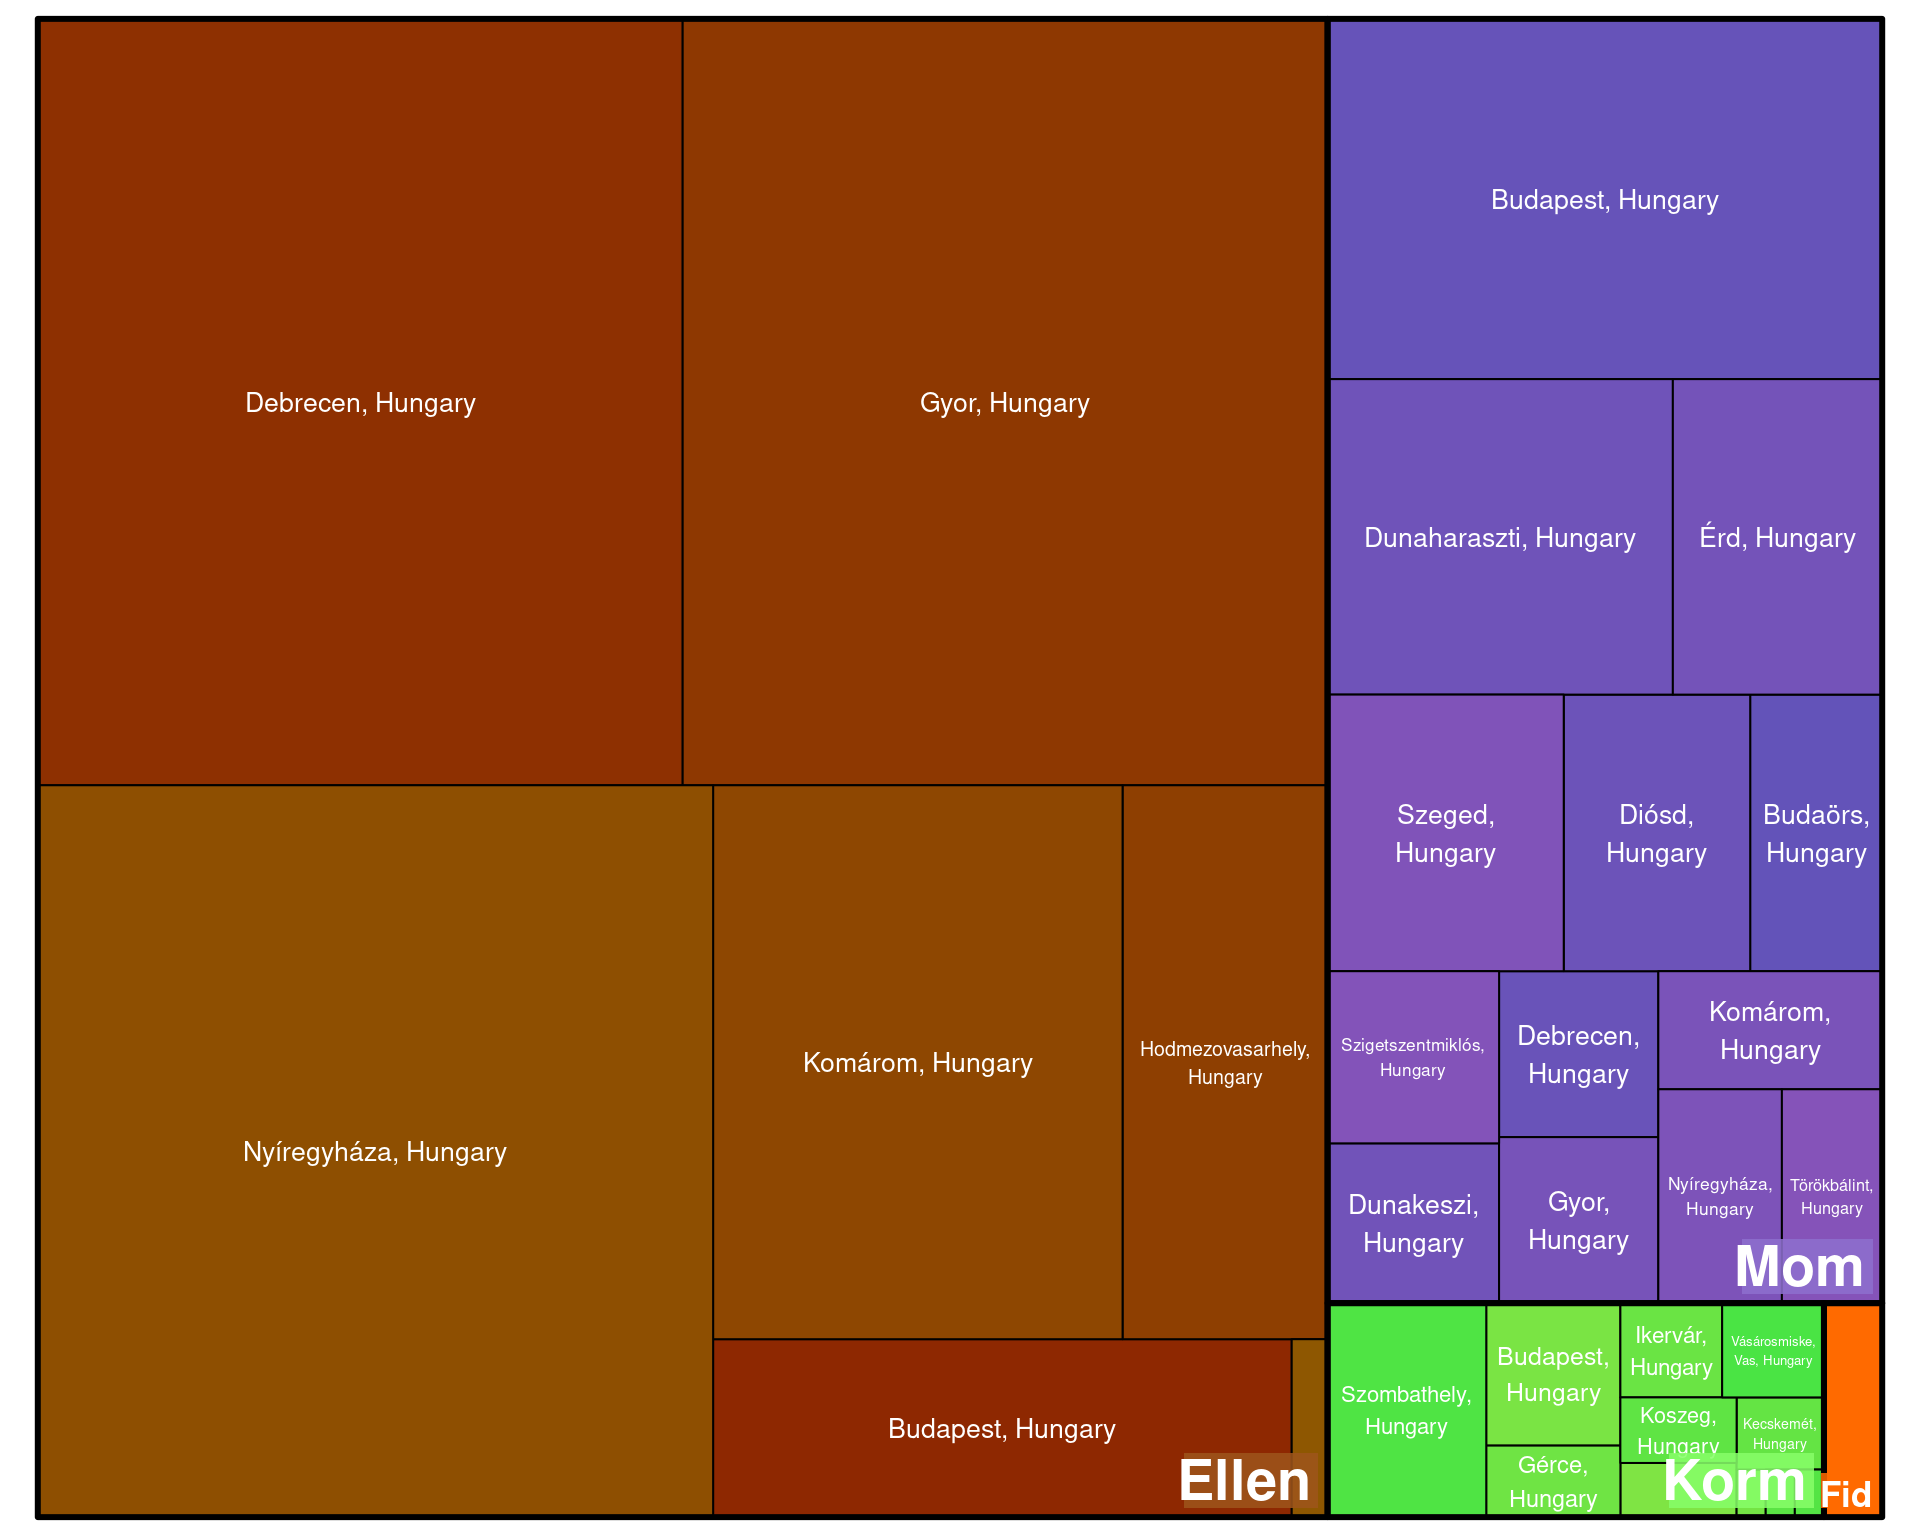 Debrecen, Hungary
Gyor, Hungary
Nyíregyháza, Hungary
Komárom, Hungary
Hodmezovasarhely,
Hungary
Budapest, Hungary
Ellen
Budapest, Hungary
Dunaharaszti, Hungary
Érd, Hungary
Szeged,
Hungary
Diósd,
Hungary
Budaörs,
Hungary
Szigetszentmiklós,
Hungary
Debrecen,
Hungary
Komárom,
Hungary
Dunakeszi,
Hungary
Gyor,
Hungary
Nyíregyháza,
Hungary
Törökbálint,
Hungary
Mom
Szombathely,
Hungary
Budapest,
Hungary
Gérce,
Hungary
Ikervár,
Hungary
Vásárosmiske,
Vas, Hungary
Koszeg,
Hungary
Kecskemét,
Hungary
Korm
Fid